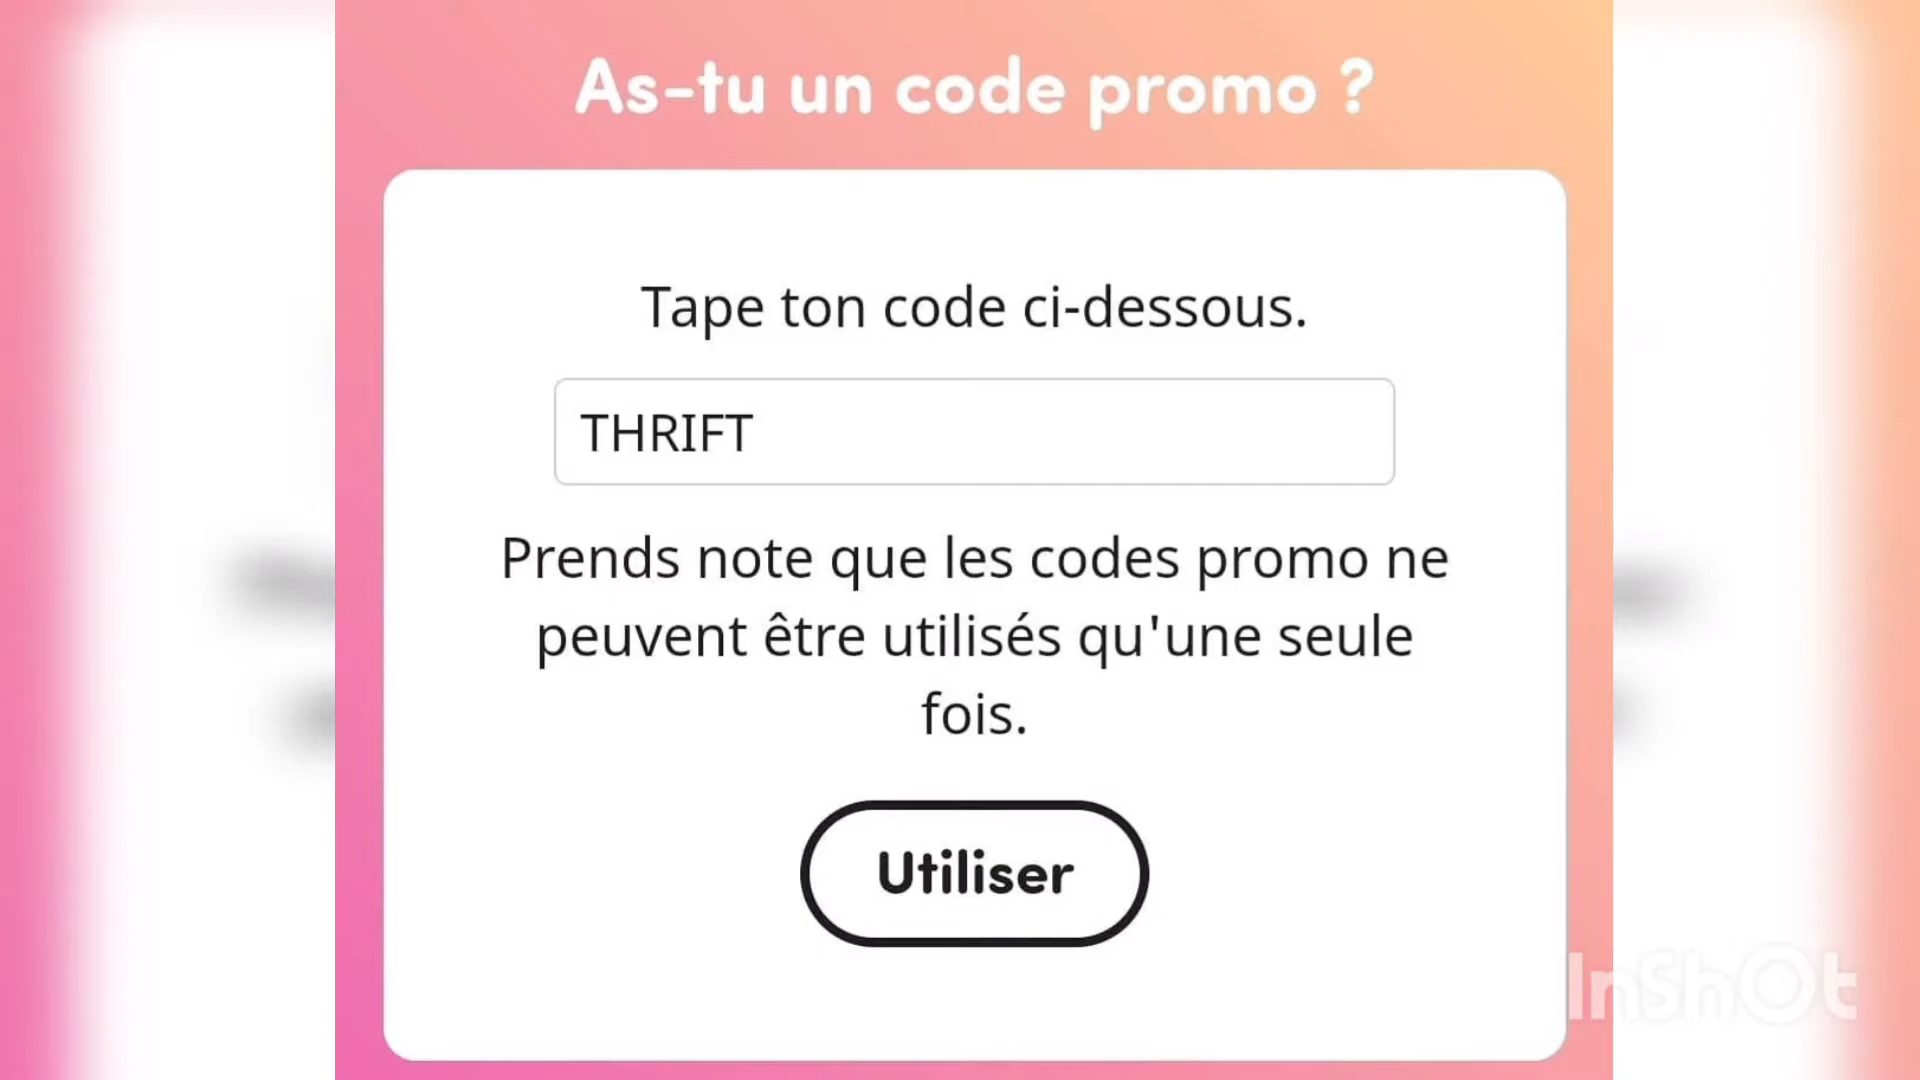 As-tu un code promo ?
Tape ton code ci-dessous.
THRIFT
Prends note que les codes promo ne
peuvent être utilisés qu'une seule
fois.
Utiliser
InShOt